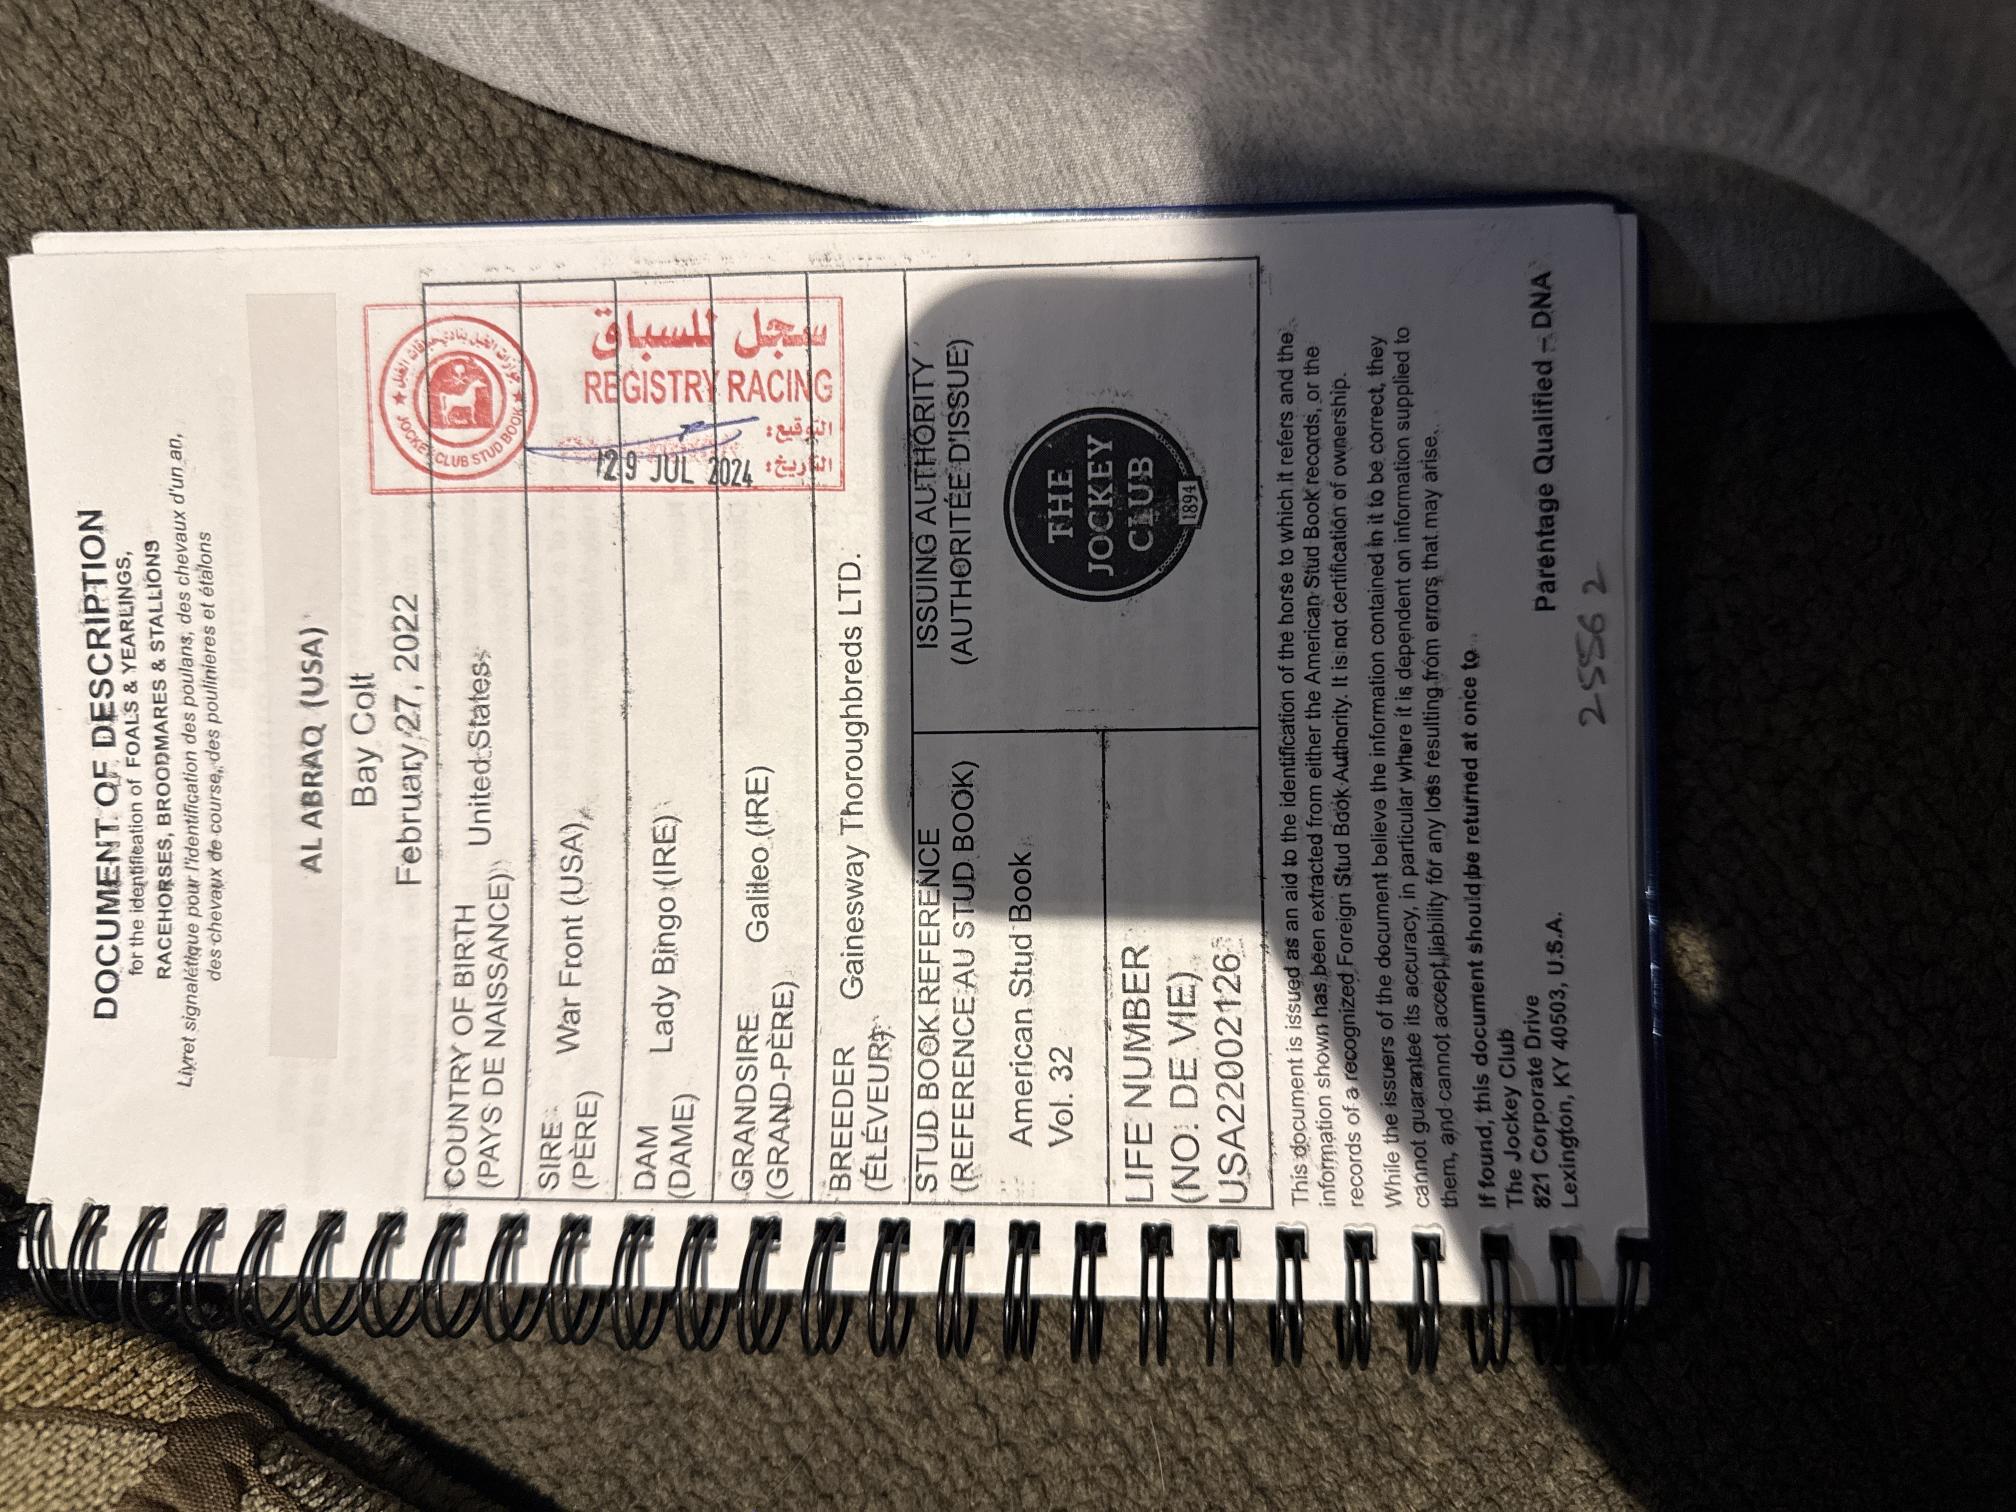 DOCUMENT OF DESCRIPTION
for the identification of FOALS & YEARLINGS,
RACEHORSES, BROODMARES & STALLIONS
Livret signalétique pour l'identification des poulans, des chevaux d'un an,
des chevaux de course, des poulinieres et étalons
AL ABRAQ (USA)
Bay Colt
February 27, 2022
COUNTRY OF BIRTH
(PAYS DE NAISSANCE) United States
SIRE War Front (USA)
(PÈRE)
DAM Lady Bingo (IRE)
(DAME)
GRANDSIRE Galileo (IRE)
(GRAND-PÈRE)
BREEDER Gainesway Thoroughbreds LTD.
(ÉLÉVEUR)
JOCKEY CLUB STUD BOOK
سجل للسباق
REGISTRY RACING
التوقيع:
التاريخ:
29 JUL 2024
STUD BOOK REFERENCE
(REFERENCE AU STUD BOOK)
American Stud Book
Vol. 32
ISSUING AUTHORITY
(AUTHORITÉE D'ISSUE)
THE
JOCKEY
CLUB
1894
LIFE NUMBER
(NO. DE VIE)
USA22002126
This document is issued as an aid to the identification of the horse to which it refers and the
information shown has been extracted from either the American Stud Book records, or the
records of a recognized Foreign Stud Book Authority. It is not certification of ownership.
While the issuers of the document believe the information contained in it to be correct, they
cannot guarantee its accuracy, in particular where it is dependent on information supplied to
them, and cannot accept liability for any loss resulting from errors that may arise.
If found, this document should be returned at once to
The Jockey Club
821 Corporate Drive
Lexington, KY 40503, U.S.A.
Parentage Qualified - DNA
25562